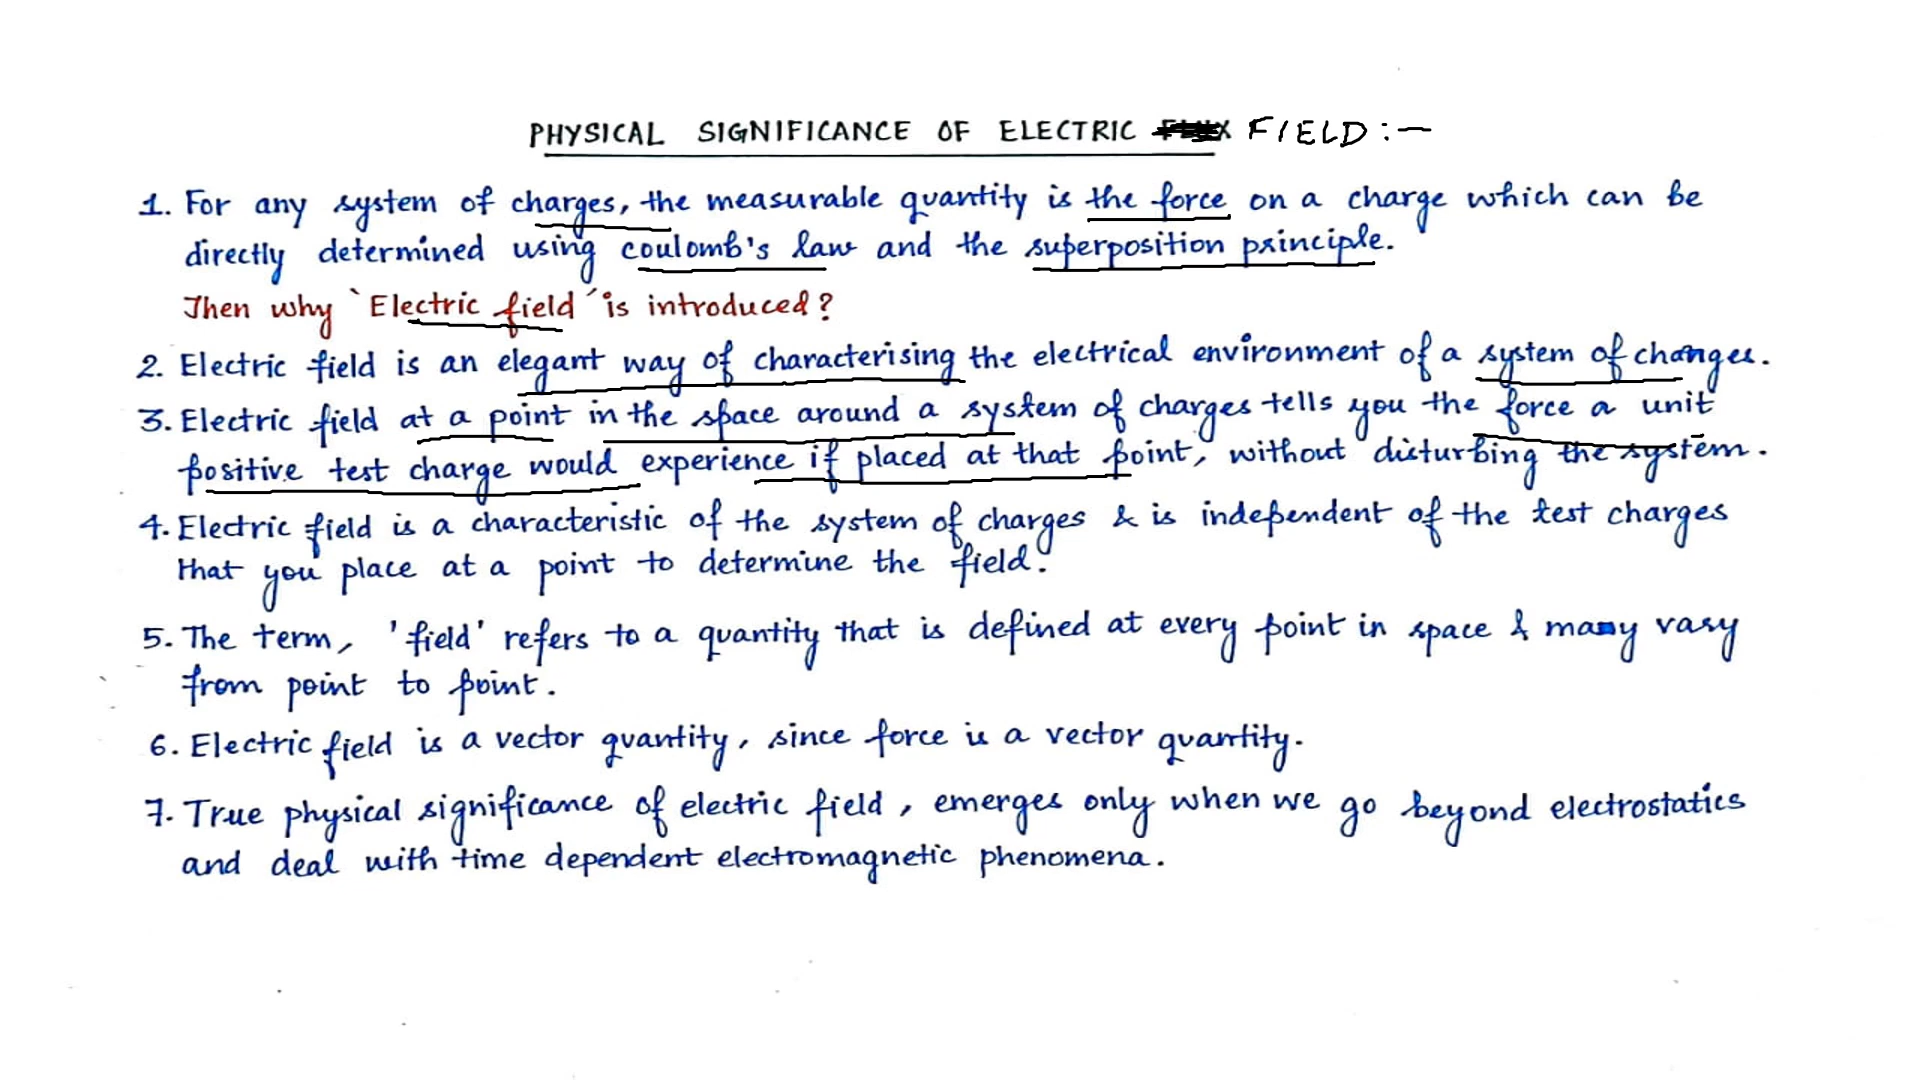 PHYSICAL SIGNIFICANCE OF ELECTRIC FIELD :-
1. For any system of charges, the measurable quantity is the force on a charge which can be
directly determined using coulomb's law and the superposition principle.
Then why `Electric field´ is introduced?
2. Electric field is an elegant way of characterising the electrical environment of a system of changes.
3. Electric field at a point in the space around a system of charges tells you the force a unit
positive test charge would experience if placed at that point, without disturbing the system.
4. Electric field is a characteristic of the system of charges & is independent of the test charges
that you place at a point to determine the field.
5. The term, 'field' refers to a quantity that is defined at every point in space & many vary
from point to point.
6. Electric field is a vector quantity, since force is a vector quantity.
7. True physical significance of electric field, emerges only when we go beyond electrostatics
and deal with time dependent electromagnetic phenomena.